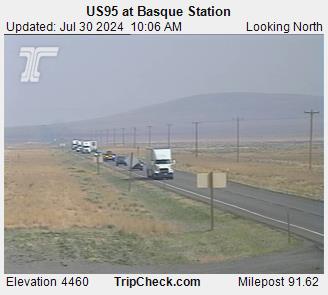 US95 at Basque Station
Updated: Jul 30 2024 10:06 AM Looking North
Elevation 4460 TripCheck.com Milepost 91.62